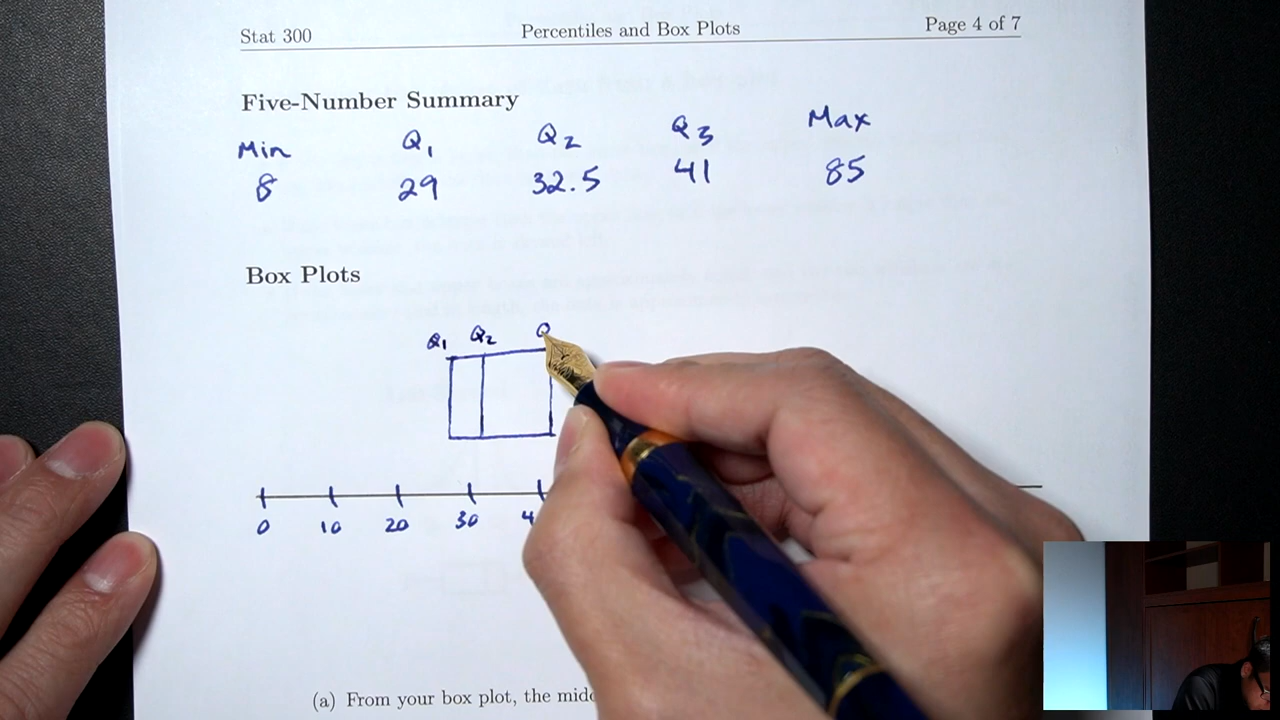 Stat 300 Percentiles and Box Plots Page 4 of 7
Five-Number Summary
Min Q₁ Q₂ Q₃ Max
8 29 32.5 41 85
Box Plots
Q₁ Q₂ Q
0 10 20 30 4
(a) From your box plot, the